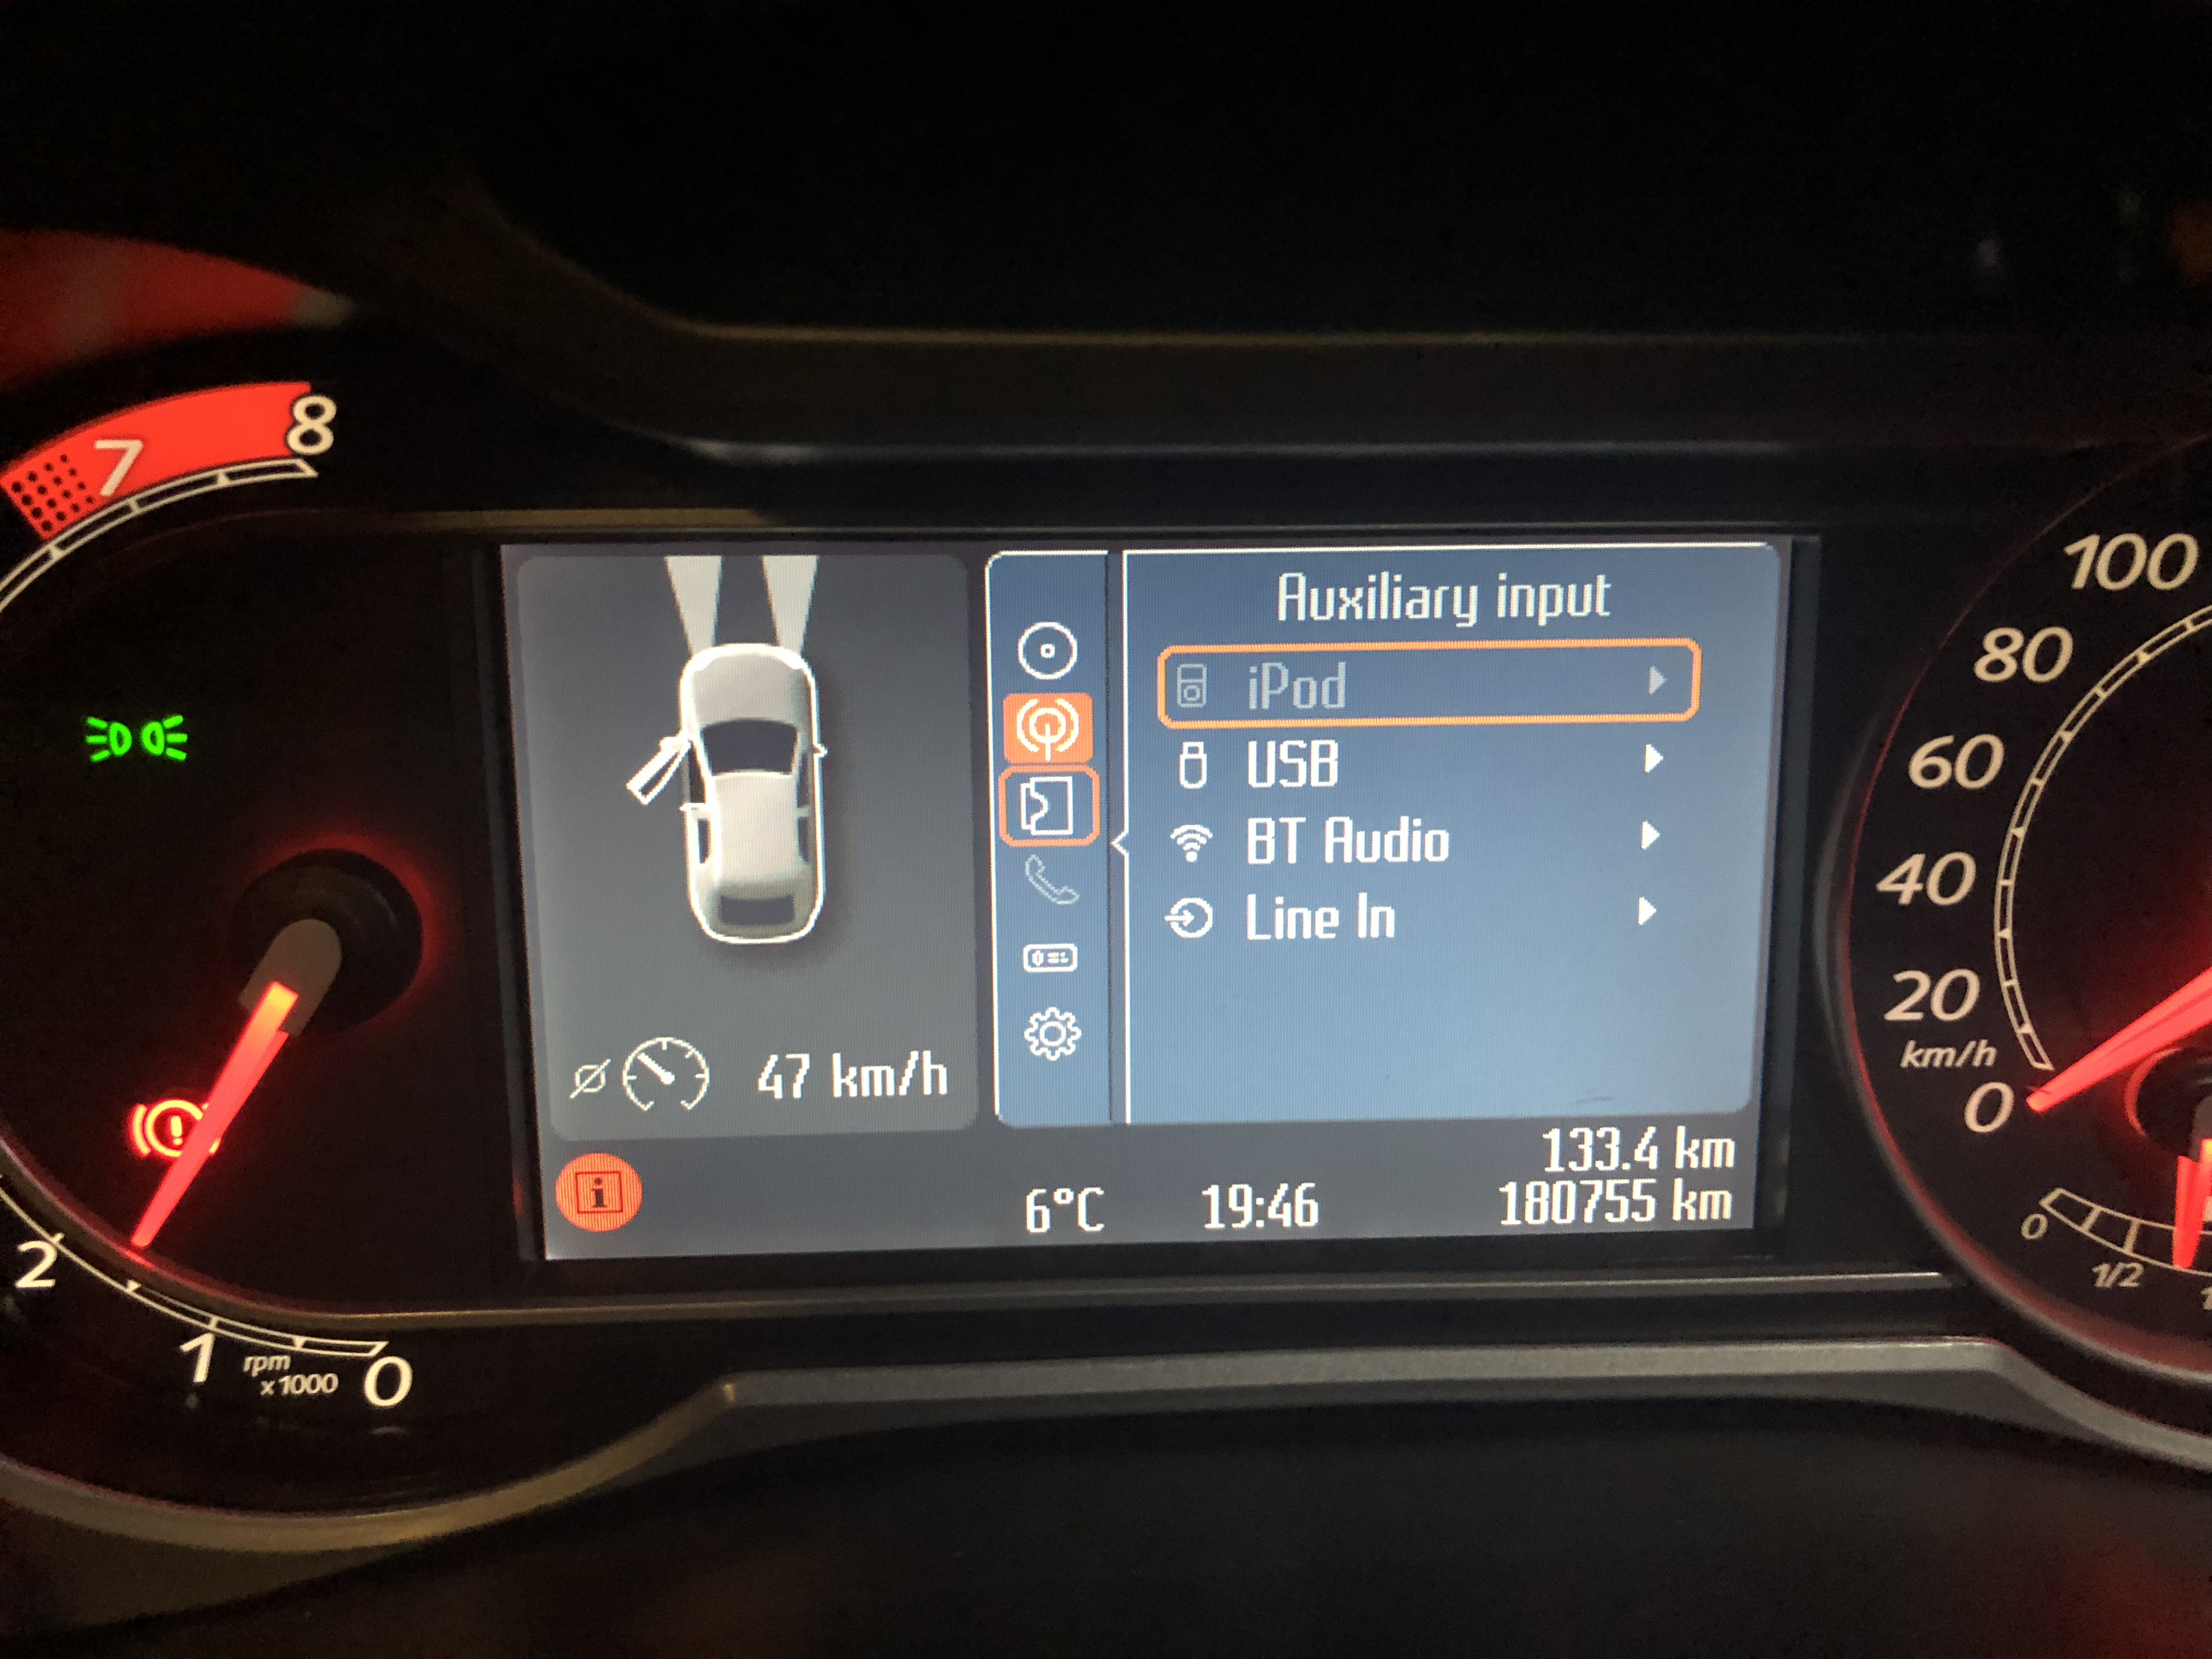 8
7
2
1
rpm
x1000
0
Auxiliary input
iPod
USB
BT Audio
Line In
Ø 47 km/h
i
133.4 km
6°C 19:46 180755 km
100
80
60
40
20
km/h
0
0
1/2